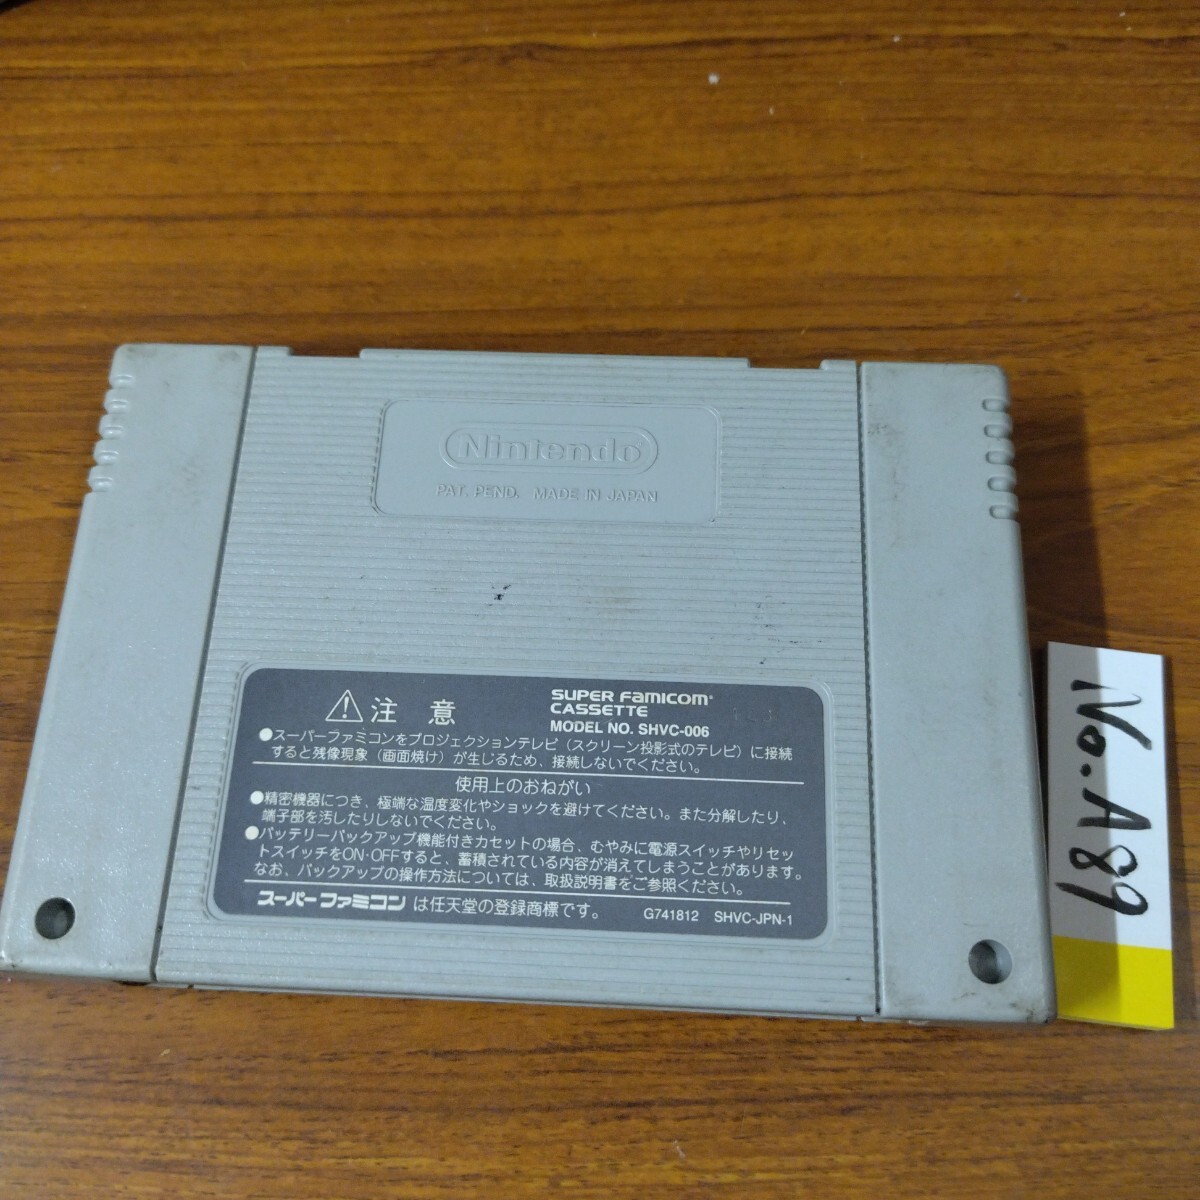 Nintendo
PAT. PEND. MADE IN JAPAN
注意
SUPER FAMICOM
CASSETTE
MODEL NO. SHVC-006
●スーパーファミコンをプロジェクションテレビ（スクリーン投影式のテレビ）に接続
すると残像現象（画面焼け）が生じるため、接続しないでください。
使用上のおねがい
●精密機器につき、極端な温度変化やショックを避けてください。また分解したり、
端子部を汚したりしないでください。
●バッテリーバックアップ機能付きカセットの場合、むやみに電源スイッチやリセッ
トスイッチをON・OFFすると、蓄積されている内容が消えてしまうことがあります。
なお、バックアップの操作方法については、取扱説明書をご参照ください。
スーパーファミコン は任天堂の登録商標です。 G741812 SHVC-JPN-1
No.A89